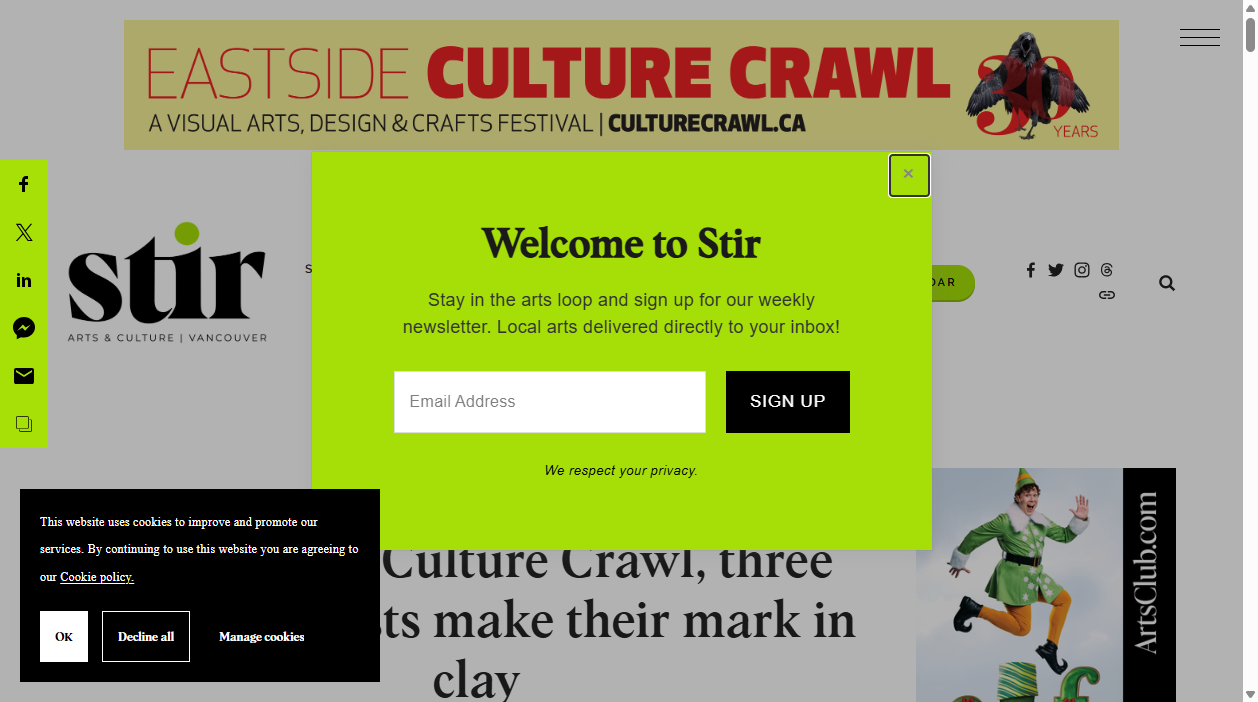 EASTSIDE CULTURE CRAWL
A VISUAL ARTS, DESIGN & CRAFTS FESTIVAL | CULTURECRAWL.CA
30
YEARS
×
stir
ARTS & CULTURE | VANCOUVER
S
DAR
Welcome to Stir
Stay in the arts loop and sign up for our weekly
newsletter. Local arts delivered directly to your inbox!
Email Address
SIGN UP
We respect your privacy.
Culture Crawl, three
sts make their mark in
clay
This website uses cookies to improve and promote our
services. By continuing to use this website you are agreeing to
our Cookie policy.
OK
Decline all
Manage cookies
ArtsClub.com